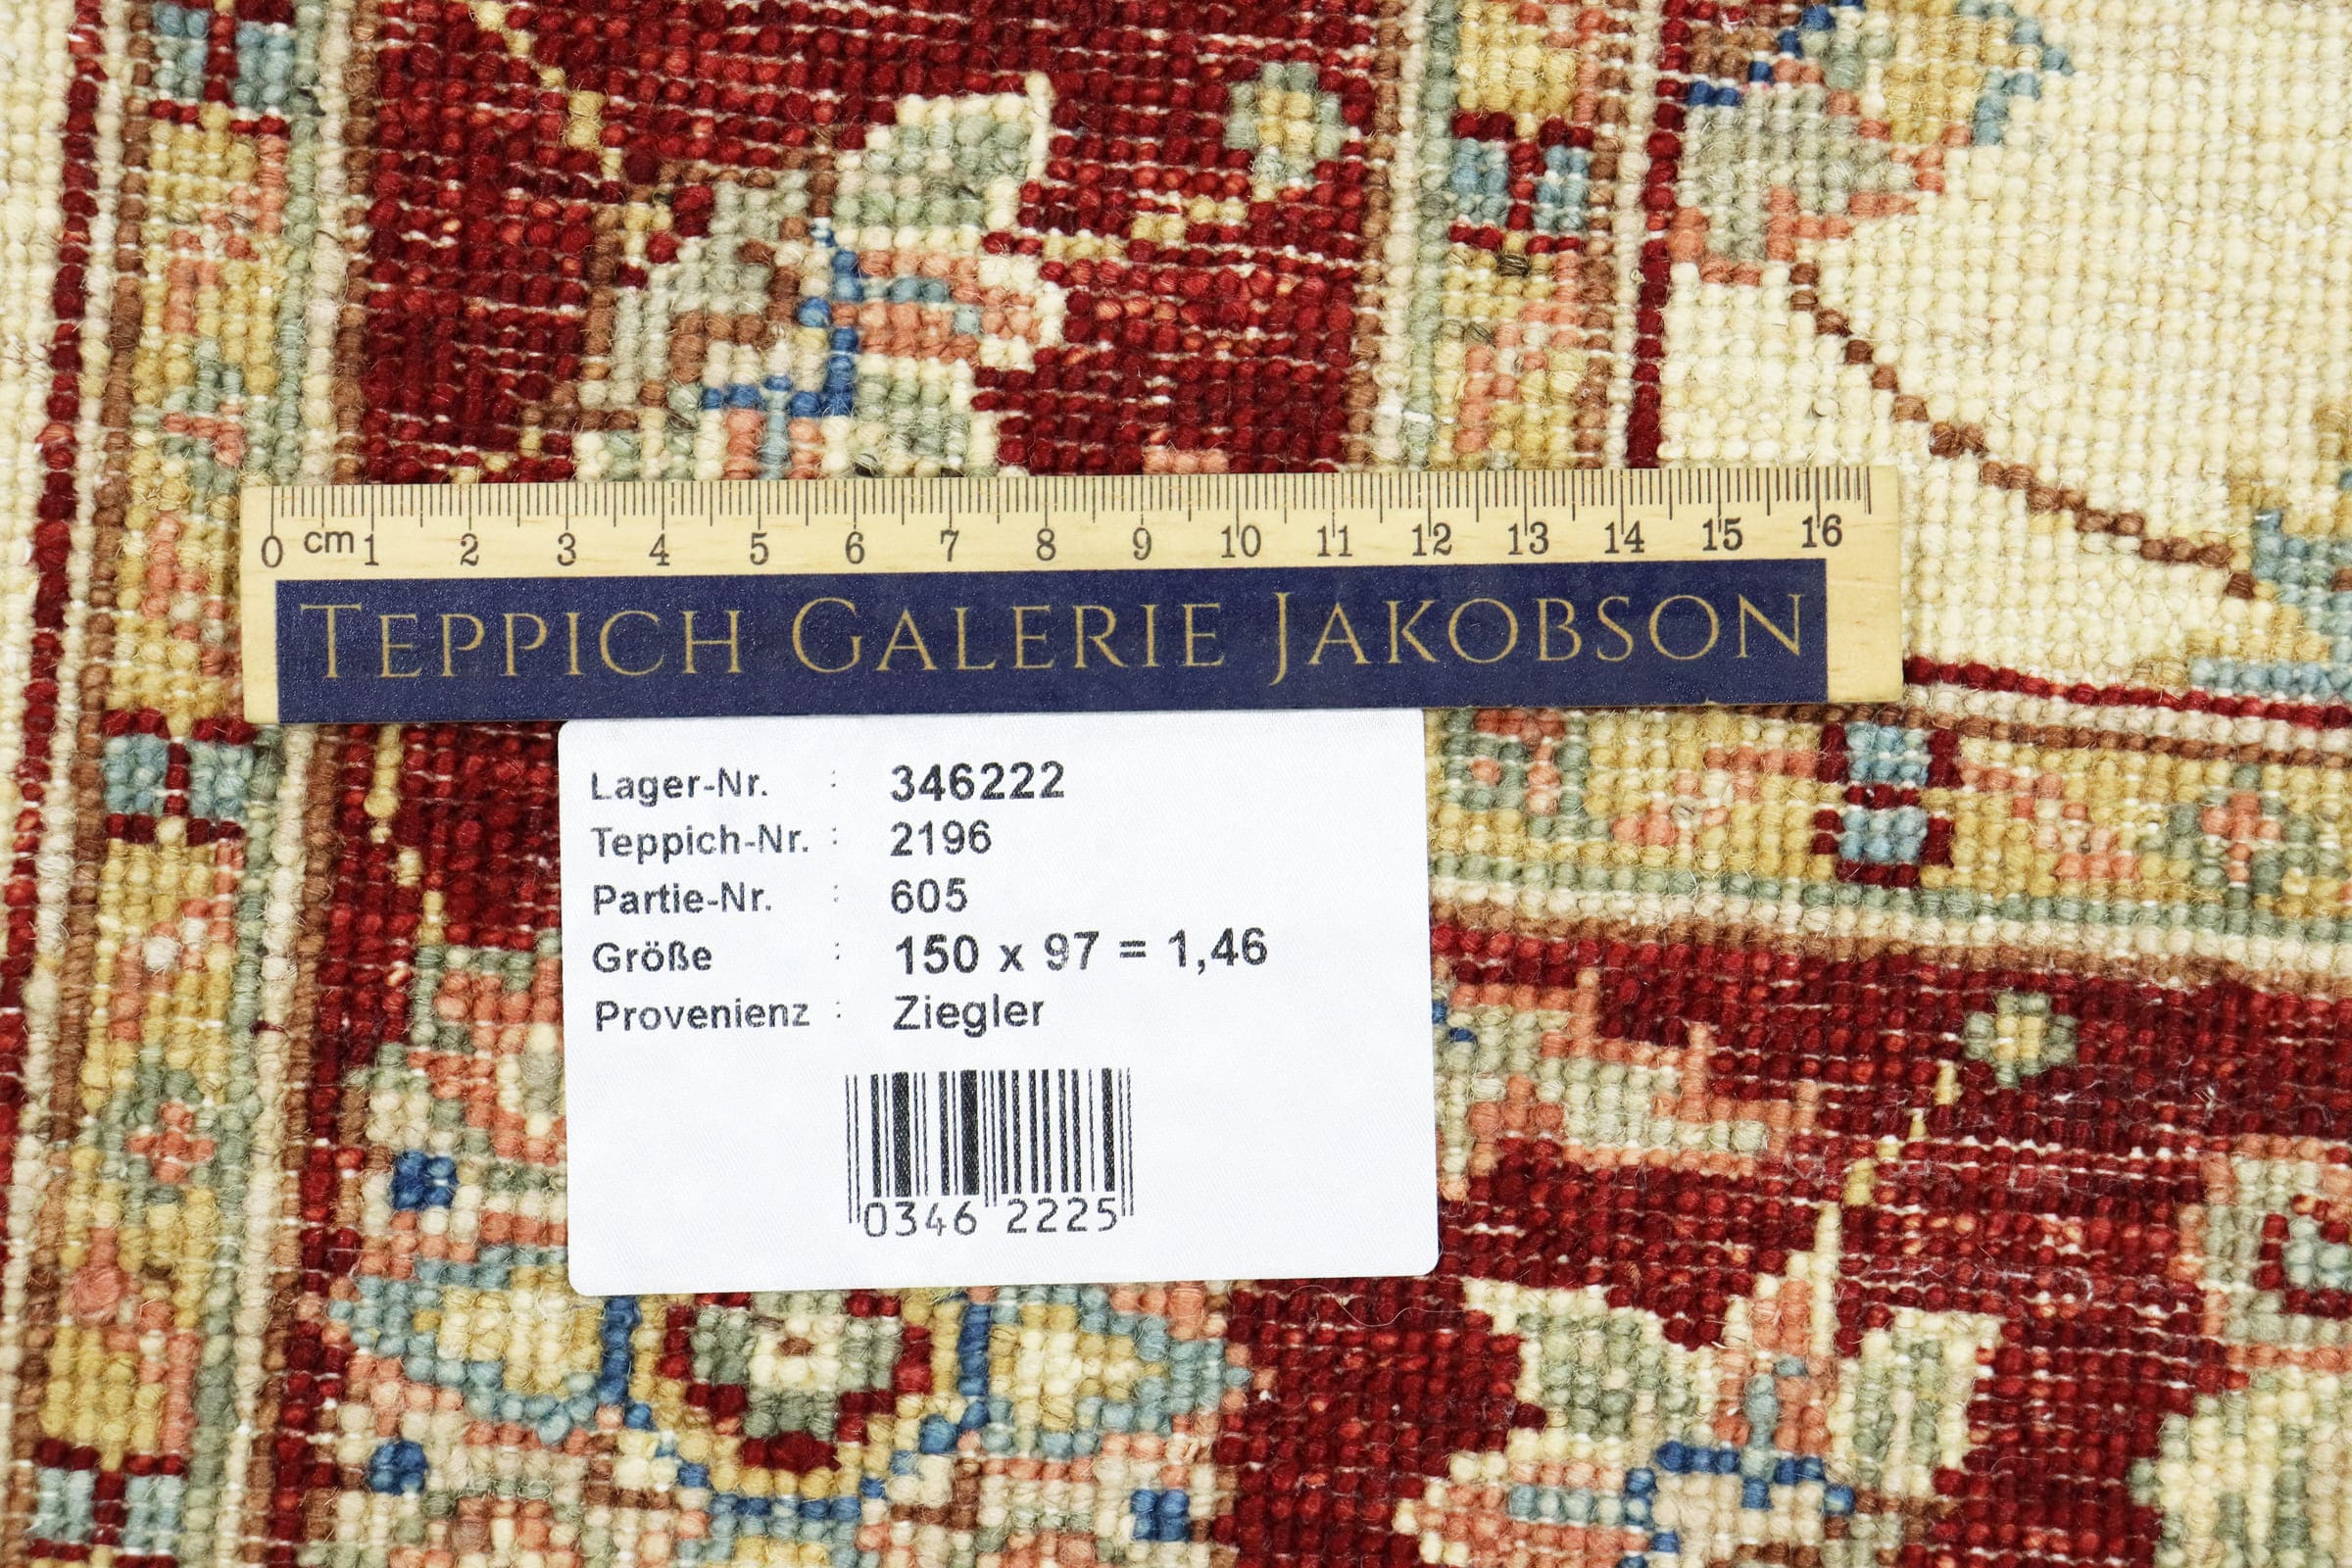 0 cm 1 2 3 4 5 6 7 8 9 10 11 12 13 14 15 16
TEPPICH GALERIE JAKOBSON
Lager-Nr. : 346222
Teppich-Nr. : 2196
Partie-Nr. : 605
Größe : 150 x 97 = 1,46
Provenienz : Ziegler
0346 2225